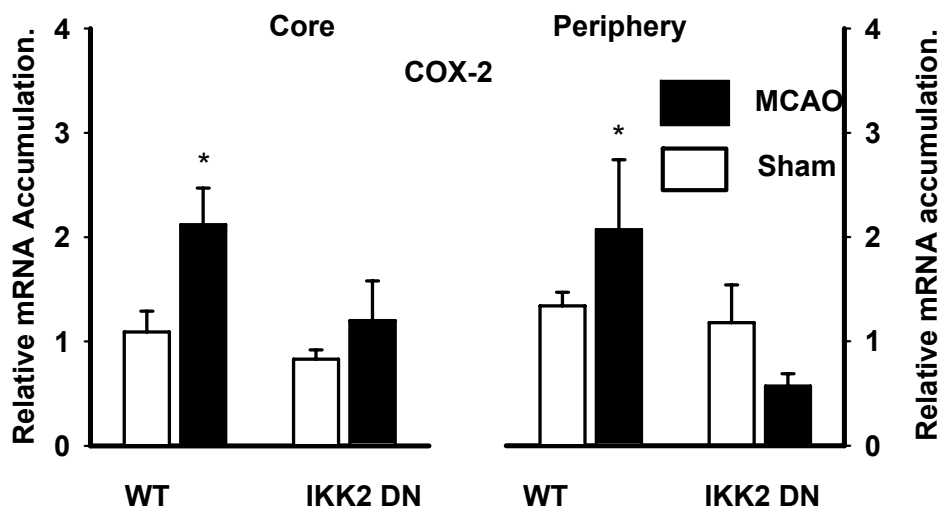 Core
Periphery
COX-2
MCAO
Sham
Relative mRNA Accumulation.
4
3
2
1
0
*
*
4
3
2
1
0
Relative mRNA accumulation.
WT
IKK2 DN
WT
IKK2 DN